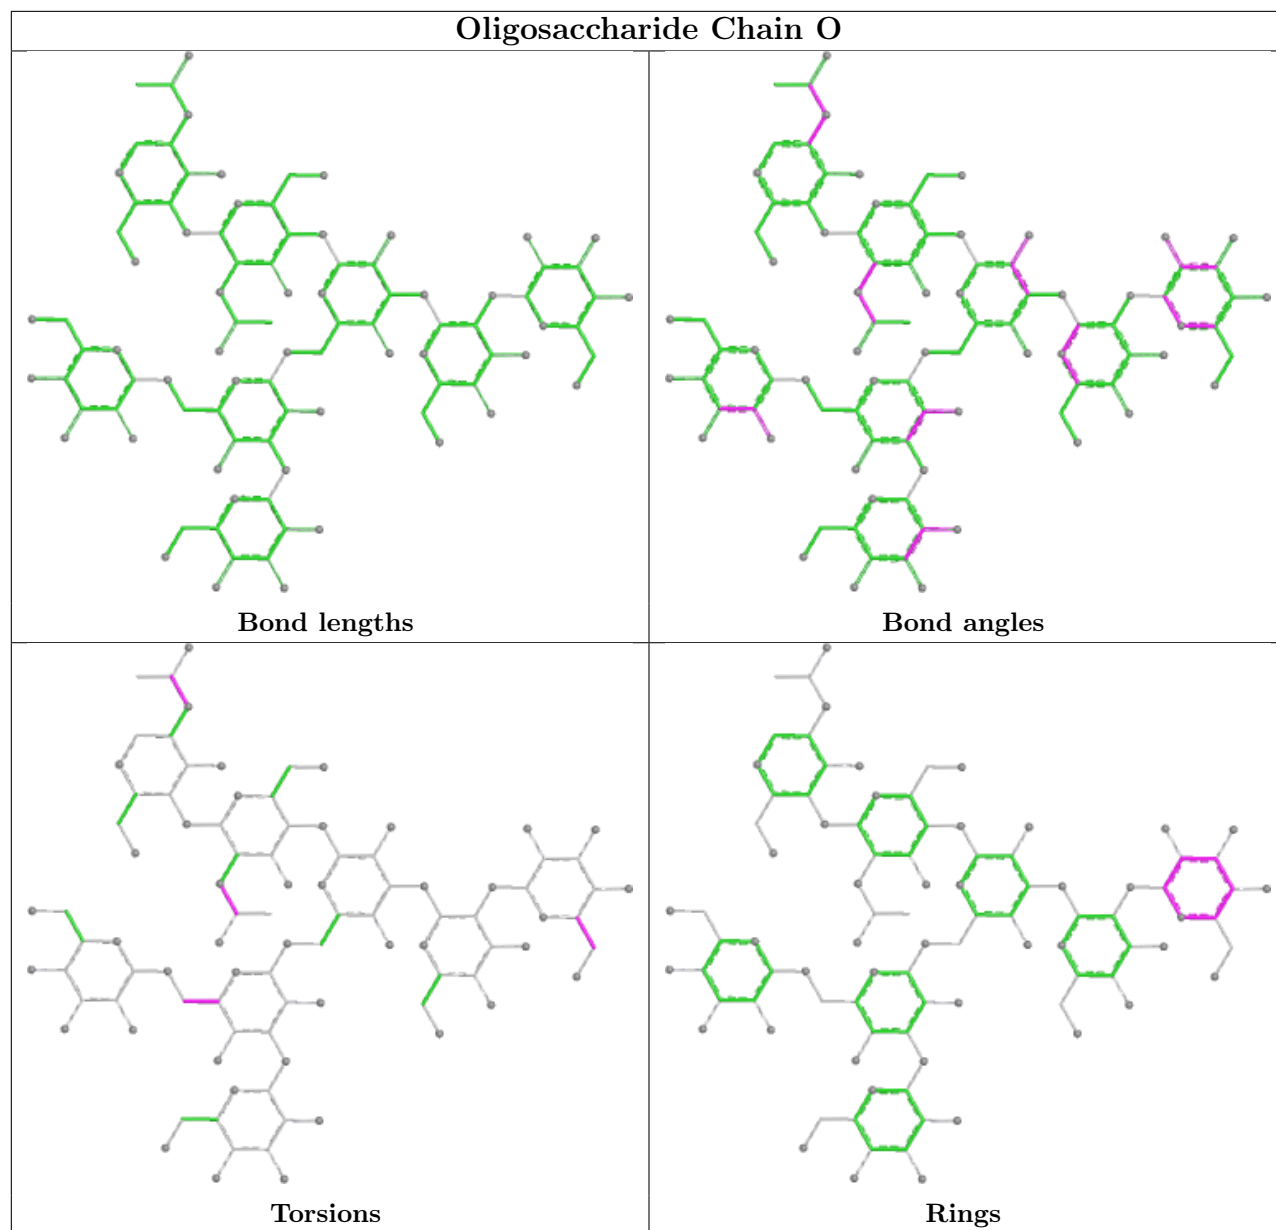 Oligosaccharide Chain O
Bond lengths
Bond angles
Torsions
Rings